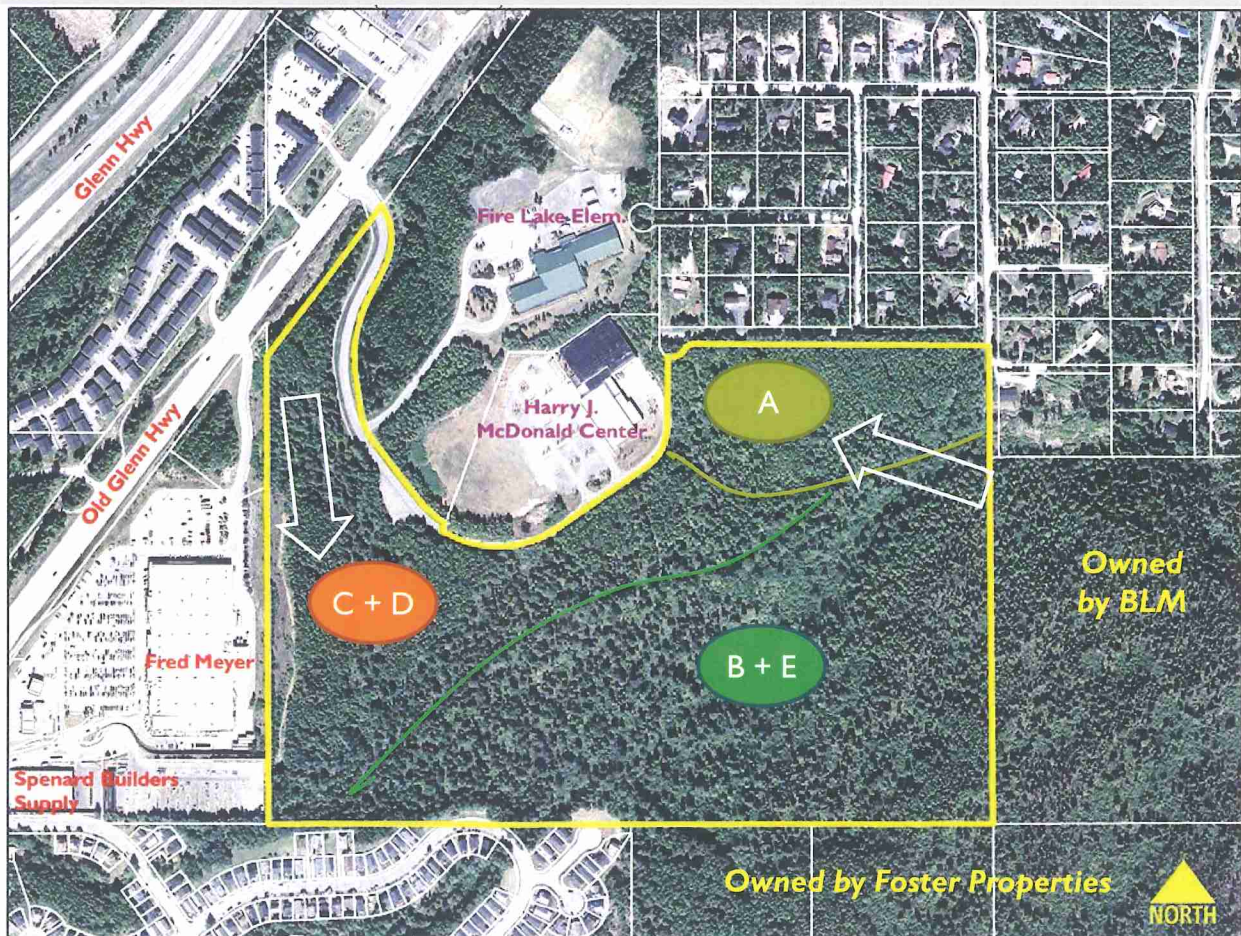 Glenn Hwy
Fire Lake Elem.
A
Harry J.
McDonald Center
Old Glenn Hwy
Owned
by BLM
C + D
Fred Meyer
B + E
Spenard Builders
Supply
Owned by Foster Properties
NORTH